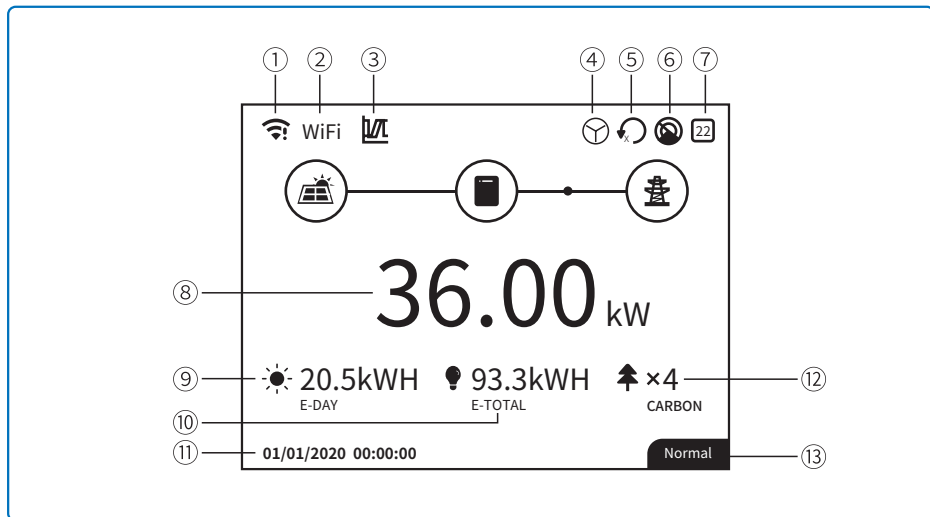 ① ② ③ ④ ⑤ ⑥ ⑦
WiFi 22
x
⑧ 36.00 kW
⑨ 20.5kWH 93.3kWH ×4 ⑫
E-DAY E-TOTAL CARBON
⑩
⑪ 01/01/2020 00:00:00 Normal ⑬